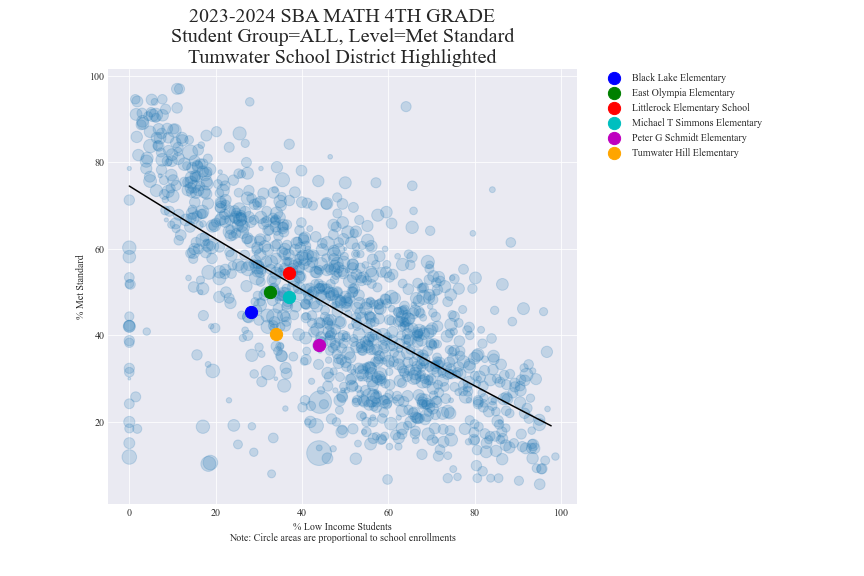 2023-2024 SBA MATH 4TH GRADE
Student Group=ALL, Level=Met Standard
Tumwater School District Highlighted
Black Lake Elementary
East Olympia Elementary
Littlerock Elementary School
Michael T Simmons Elementary
Peter G Schmidt Elementary
Tumwater Hill Elementary
100
80
60
40
20
% Met Standard
0 20 40 60 80 100
% Low Income Students
Note: Circle areas are proportional to school enrollments